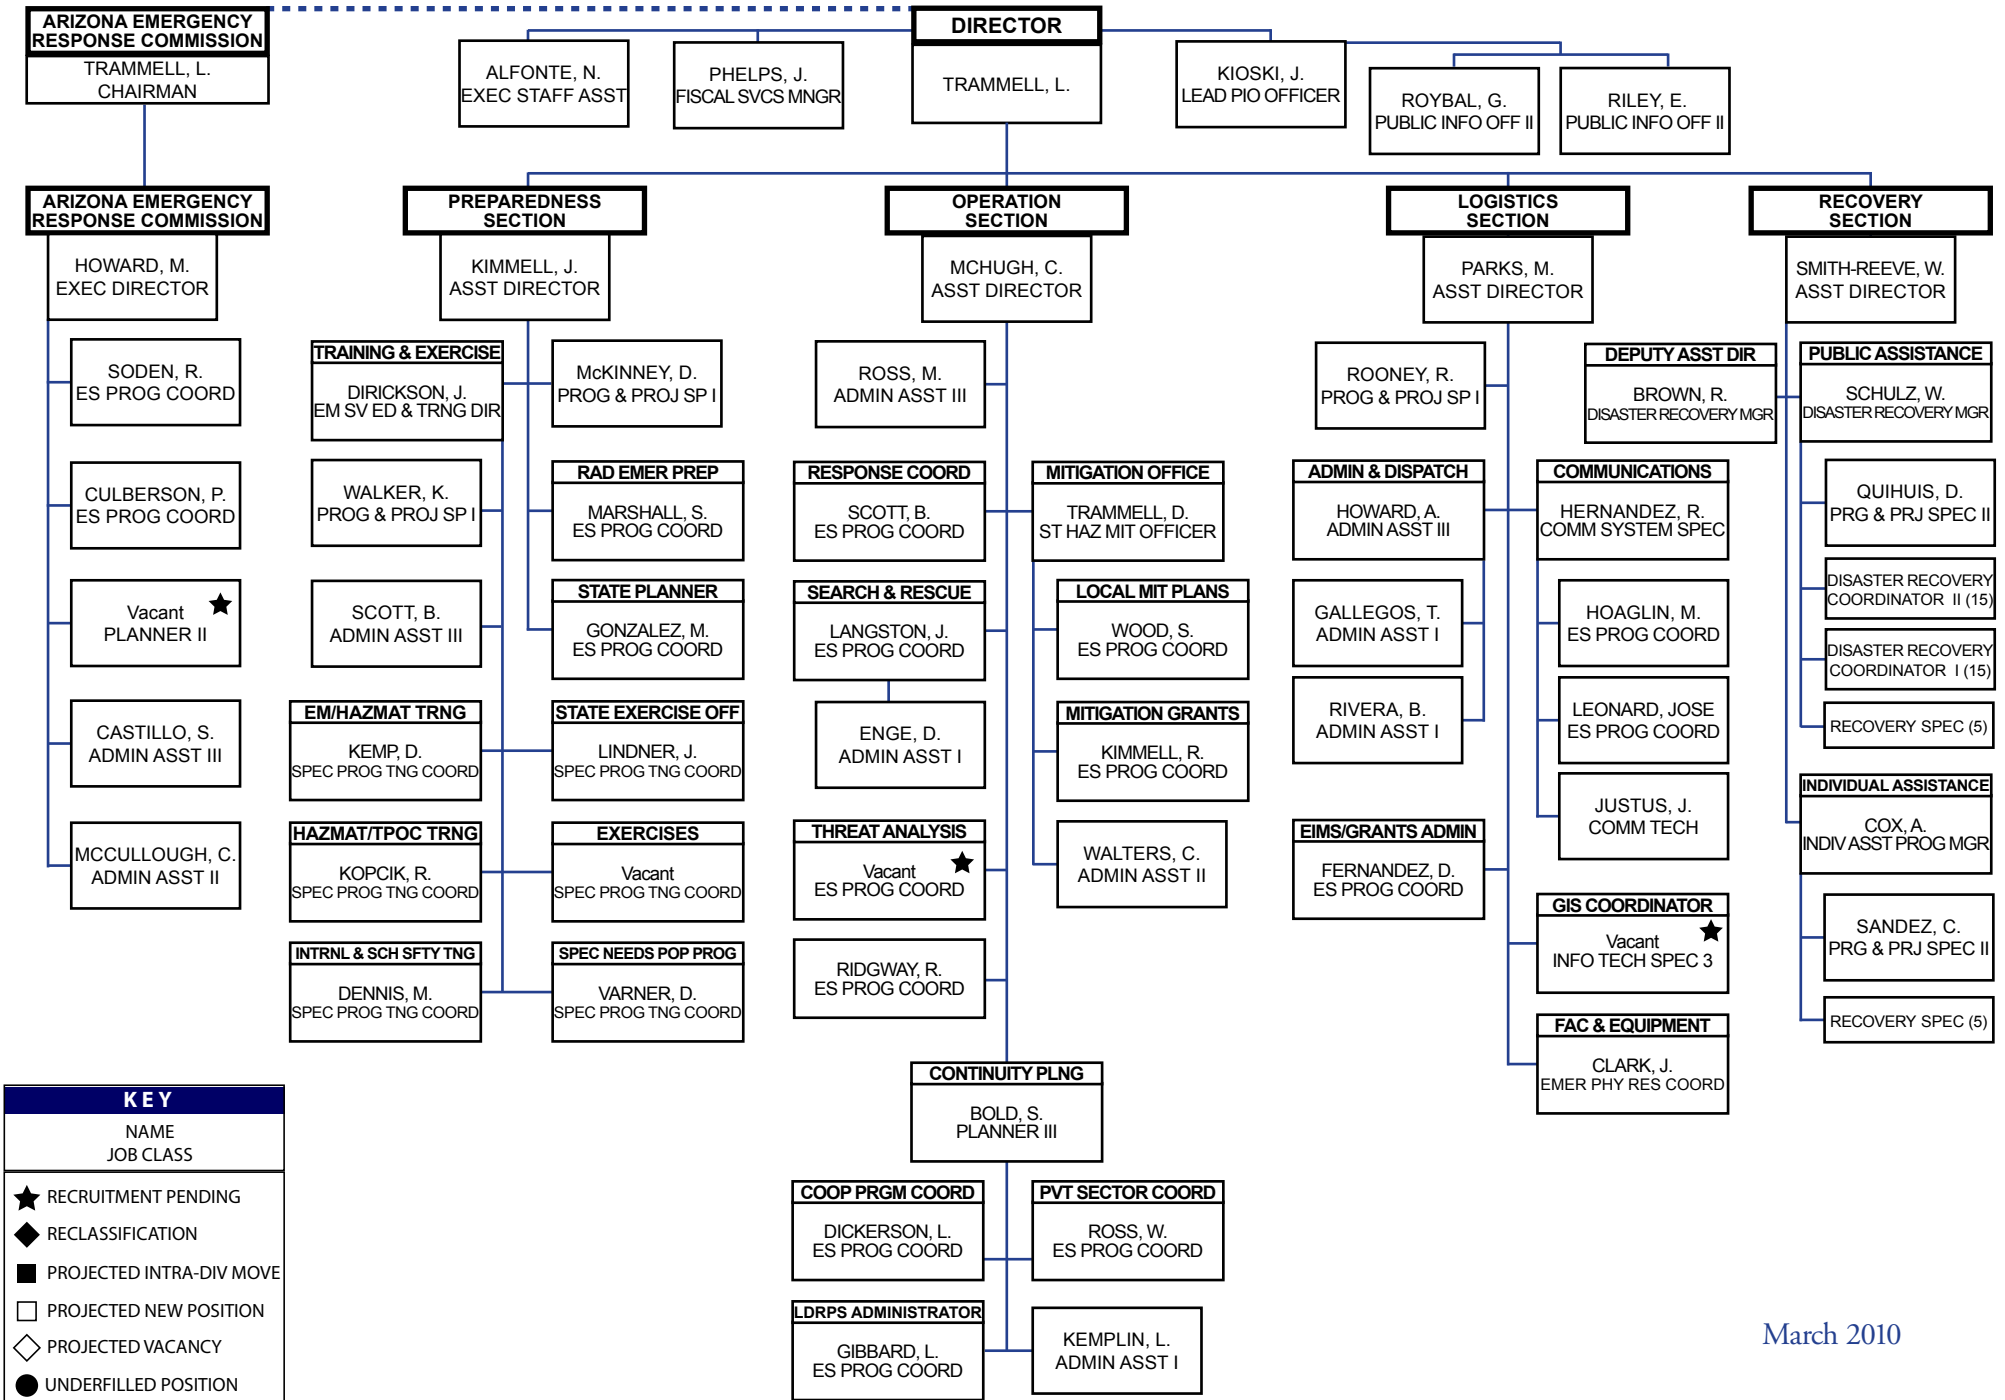 ARIZONA EMERGENCY
RESPONSE COMMISSION
TRAMMELL, L.
CHAIRMAN
DIRECTOR
TRAMMELL, L.
ALFONTE, N.
EXEC STAFF ASST
PHELPS, J.
FISCAL SVCS MNGR
KIOSKI, J.
LEAD PIO OFFICER
ROYBAL, G.
PUBLIC INFO OFF II
RILEY, E.
PUBLIC INFO OFF II
ARIZONA EMERGENCY
RESPONSE COMMISSION
HOWARD, M.
EXEC DIRECTOR
SODEN, R.
ES PROG COORD
CULBERSON, P.
ES PROG COORD
Vacant
PLANNER II
CASTILLO, S.
ADMIN ASST III
MCCULLOUGH, C.
ADMIN ASST II
PREPAREDNESS
SECTION
KIMMELL, J.
ASST DIRECTOR
TRAINING & EXERCISE
DIRICKSON, J.
EM SV ED & TRNG DIR
McKINNEY, D.
PROG & PROJ SP I
WALKER, K.
PROG & PROJ SP I
RAD EMER PREP
MARSHALL, S.
ES PROG COORD
SCOTT, B.
ADMIN ASST III
STATE PLANNER
GONZALEZ, M.
ES PROG COORD
EM/HAZMAT TRNG
KEMP, D.
SPEC PROG TNG COORD
STATE EXERCISE OFF
LINDNER, J.
SPEC PROG TNG COORD
HAZMAT/TPOC TRNG
KOPCIK, R.
SPEC PROG TNG COORD
EXERCISES
Vacant
SPEC PROG TNG COORD
INTRNL & SCH SFTY TNG
DENNIS, M.
SPEC PROG TNG COORD
SPEC NEEDS POP PROG
VARNER, D.
SPEC PROG TNG COORD
OPERATION
SECTION
MCHUGH, C.
ASST DIRECTOR
ROSS, M.
ADMIN ASST III
RESPONSE COORD
SCOTT, B.
ES PROG COORD
MITIGATION OFFICE
TRAMMELL, D.
ST HAZ MIT OFFICER
SEARCH & RESCUE
LANGSTON, J.
ES PROG COORD
LOCAL MIT PLANS
WOOD, S.
ES PROG COORD
ENGE, D.
ADMIN ASST I
MITIGATION GRANTS
KIMMELL, R.
ES PROG COORD
THREAT ANALYSIS
Vacant
ES PROG COORD
WALTERS, C.
ADMIN ASST II
RIDGWAY, R.
ES PROG COORD
CONTINUITY PLNG
BOLD, S.
PLANNER III
COOP PRGM COORD
DICKERSON, L.
ES PROG COORD
PVT SECTOR COORD
ROSS, W.
ES PROG COORD
LDRPS ADMINISTRATOR
GIBBARD, L.
ES PROG COORD
KEMPLIN, L.
ADMIN ASST I
LOGISTICS
SECTION
PARKS, M.
ASST DIRECTOR
ROONEY, R.
PROG & PROJ SP I
ADMIN & DISPATCH
HOWARD, A.
ADMIN ASST III
COMMUNICATIONS
HERNANDEZ, R.
COMM SYSTEM SPEC
GALLEGOS, T.
ADMIN ASST I
HOAGLIN, M.
ES PROG COORD
RIVERA, B.
ADMIN ASST I
LEONARD, JOSE
ES PROG COORD
JUSTUS, J.
COMM TECH
EIMS/GRANTS ADMIN
FERNANDEZ, D.
ES PROG COORD
GIS COORDINATOR
Vacant
INFO TECH SPEC 3
FAC & EQUIPMENT
CLARK, J.
EMER PHY RES COORD
RECOVERY
SECTION
SMITH-REEVE, W.
ASST DIRECTOR
DEPUTY ASST DIR
BROWN, R.
DISASTER RECOVERY MGR
PUBLIC ASSISTANCE
SCHULZ, W.
DISASTER RECOVERY MGR
QUIHUIS, D.
PRG & PRJ SPEC II
DISASTER RECOVERY
COORDINATOR II (15)
DISASTER RECOVERY
COORDINATOR I (15)
RECOVERY SPEC (5)
INDIVIDUAL ASSISTANCE
COX, A.
INDIV ASST PROG MGR
SANDEZ, C.
PRG & PRJ SPEC II
RECOVERY SPEC (5)
KEY
NAME
JOB CLASS
RECRUITMENT PENDING
RECLASSIFICATION
PROJECTED INTRA-DIV MOVE
PROJECTED NEW POSITION
PROJECTED VACANCY
UNDERFILLED POSITION
March 2010